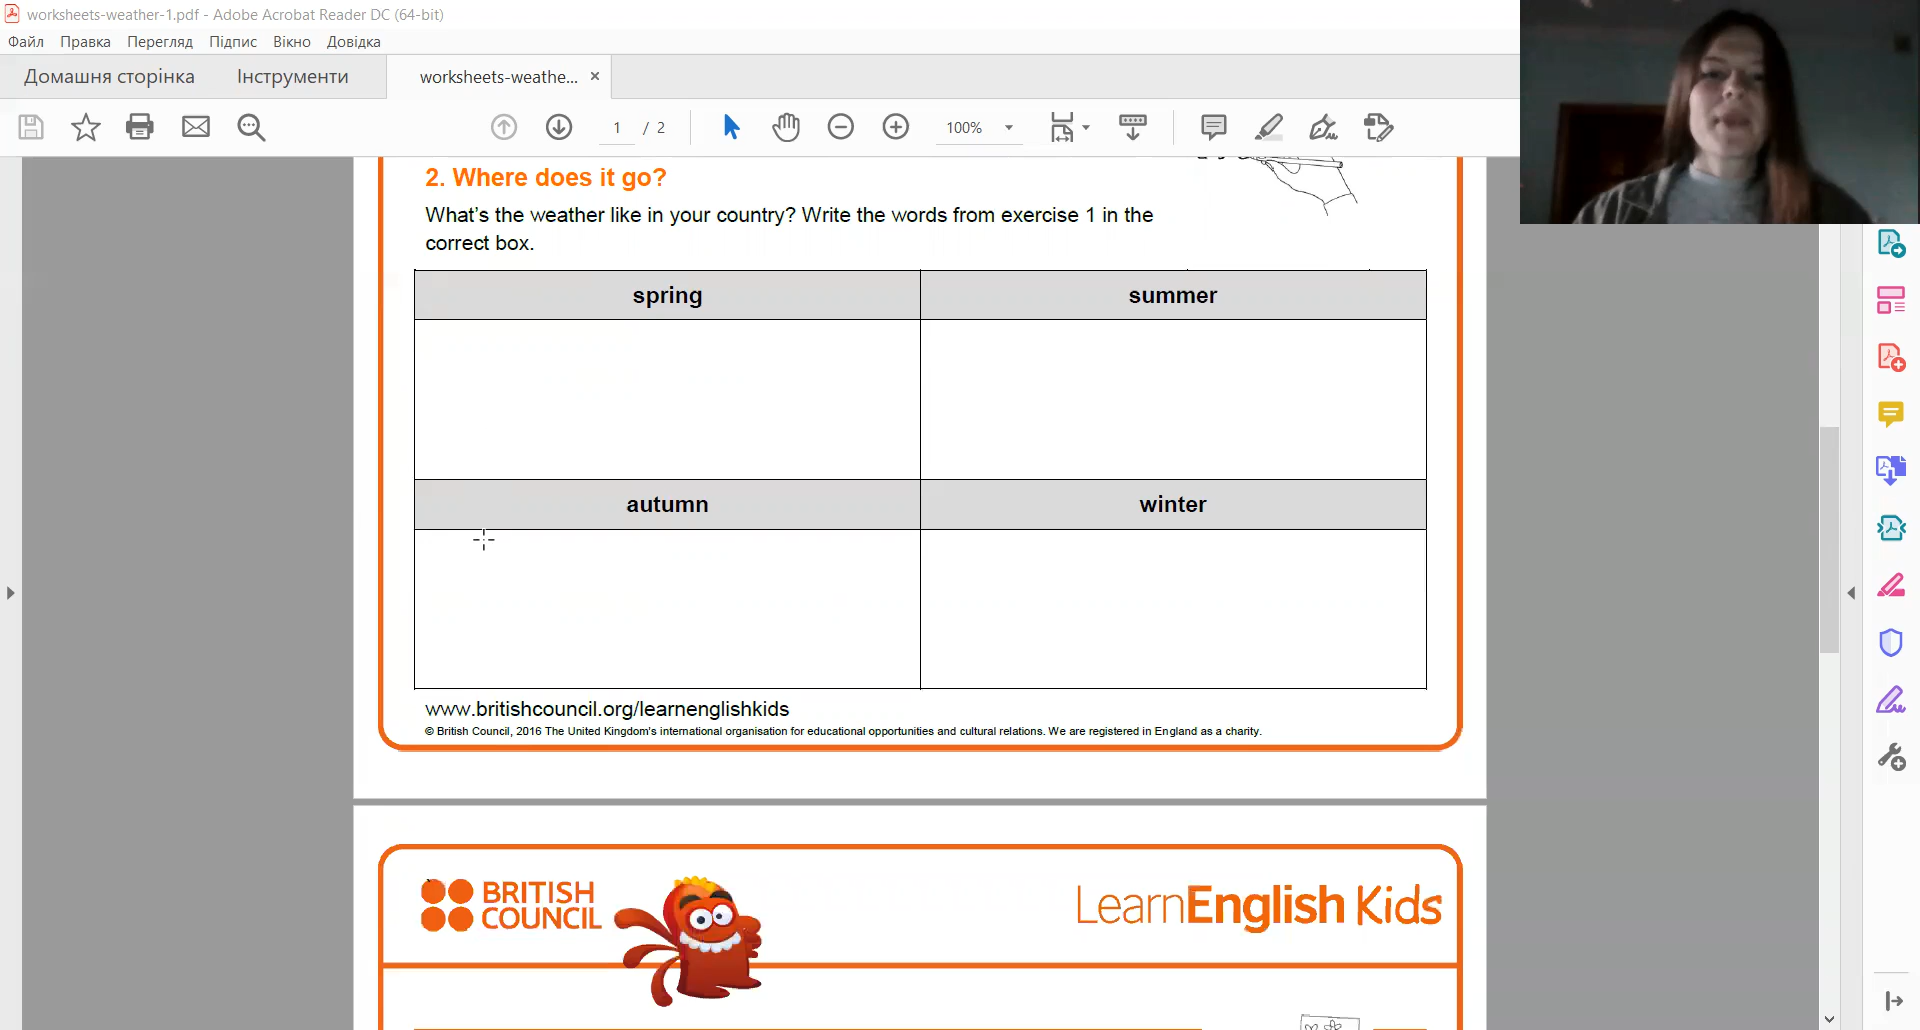 worksheets-weather-1.pdf - Adobe Acrobat Reader DC (64-bit)
Файл Правка Перегляд Підпис Вікно Довідка
Домашня сторінка Інструменти worksheets-weathe... ×
1 / 2 100%
2. Where does it go?
What's the weather like in your country? Write the words from exercise 1 in the
correct box.
spring summer
autumn winter
www.britishcouncil.org/learnenglishkids
© British Council, 2016 The United Kingdom's international organisation for educational opportunities and cultural relations. We are registered in England as a charity.
BRITISH
COUNCIL
LearnEnglish Kids